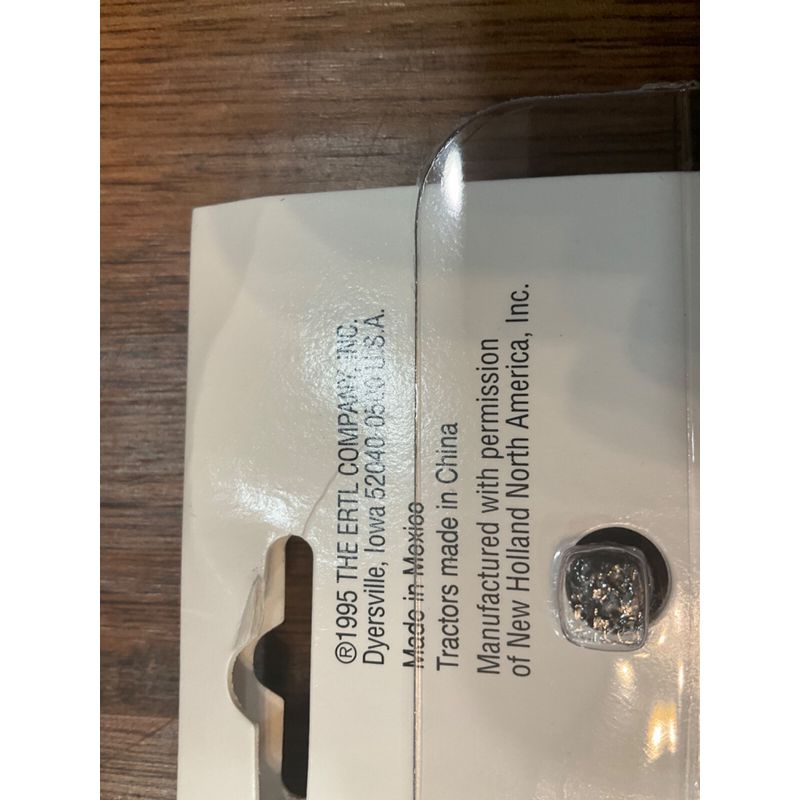 ®1995 THE ERTL COMPANY, INC.
Dyersville, Iowa 52040-0500 U.S.A.
Made in Mexico
Tractors made in China
Manufactured with permission
of New Holland North America, Inc.